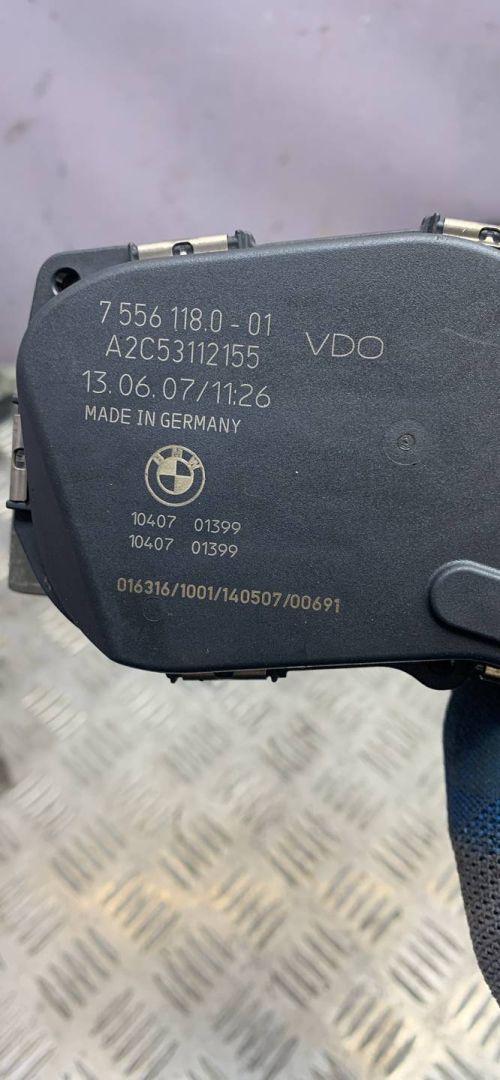 7 556 118.0 - 01
A2C53112155
VDO
13.06.07/11:26
MADE IN GERMANY
BMW
10407 01399
10407 01399
016316/1001/140507/00691